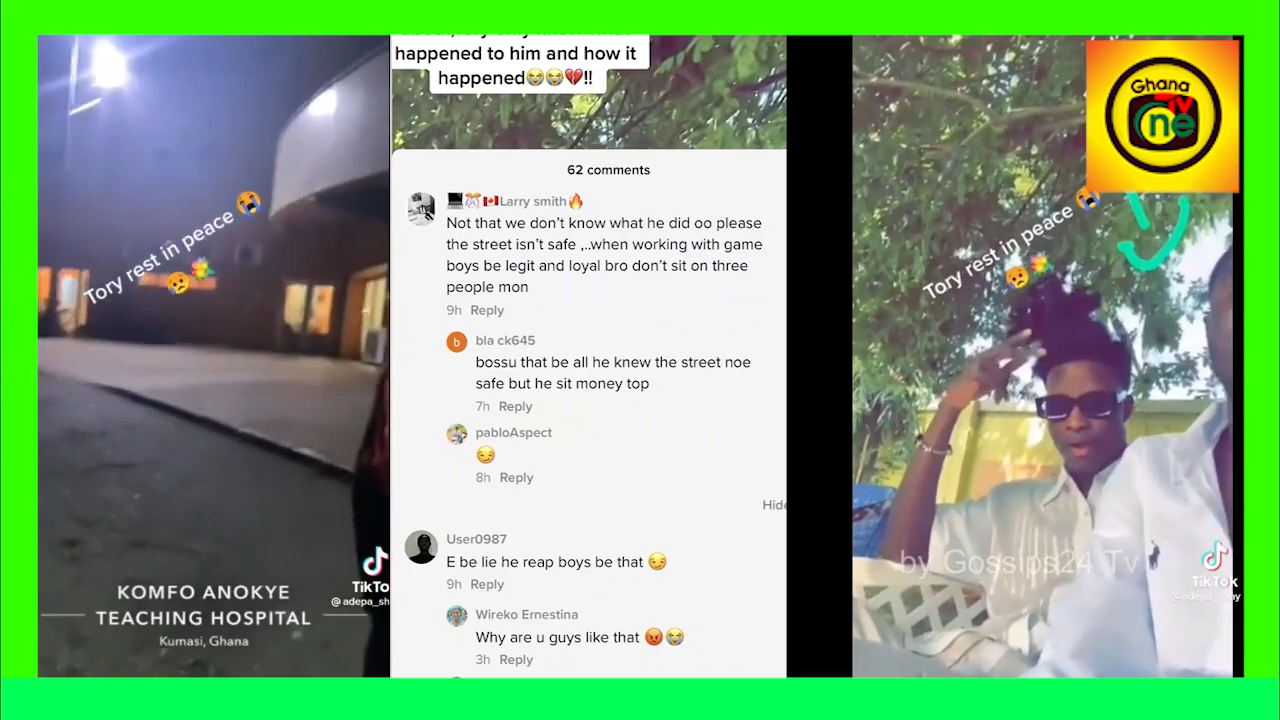 Tory rest in peace 😭
😥💐
KOMFO ANOKYE
TEACHING HOSPITAL
Kumasi, Ghana
TikTo
@ adepa_sh
happened to him and how it
happened😭😭💔!!
62 comments
Larry smith🔥
Not that we don't know what he did oo please
the street isn't safe ,..when working with game
boys be legit and loyal bro don't sit on three
people mon
9h Reply
b
bla ck645
bossu that be all he knew the street noe
safe but he sit money top
7h Reply
pabloAspect
😏
8h Reply
Hide
User0987
E be lie he reap boys be that 😏
9h Reply
Wireko Ernestina
Why are u guys like that 😡😭
3h Reply
Ghana
TV
One
Tory rest in peace 😭
😥💐
by Gossips24 Tv
TikTok